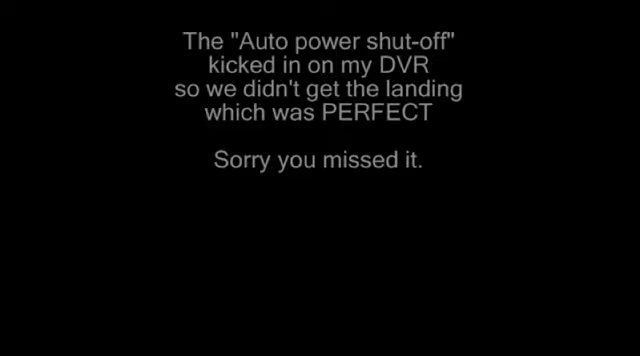 The "Auto power shut-off"
kicked in on my DVR
so we didn't get the landing
which was PERFECT
Sorry you missed it.